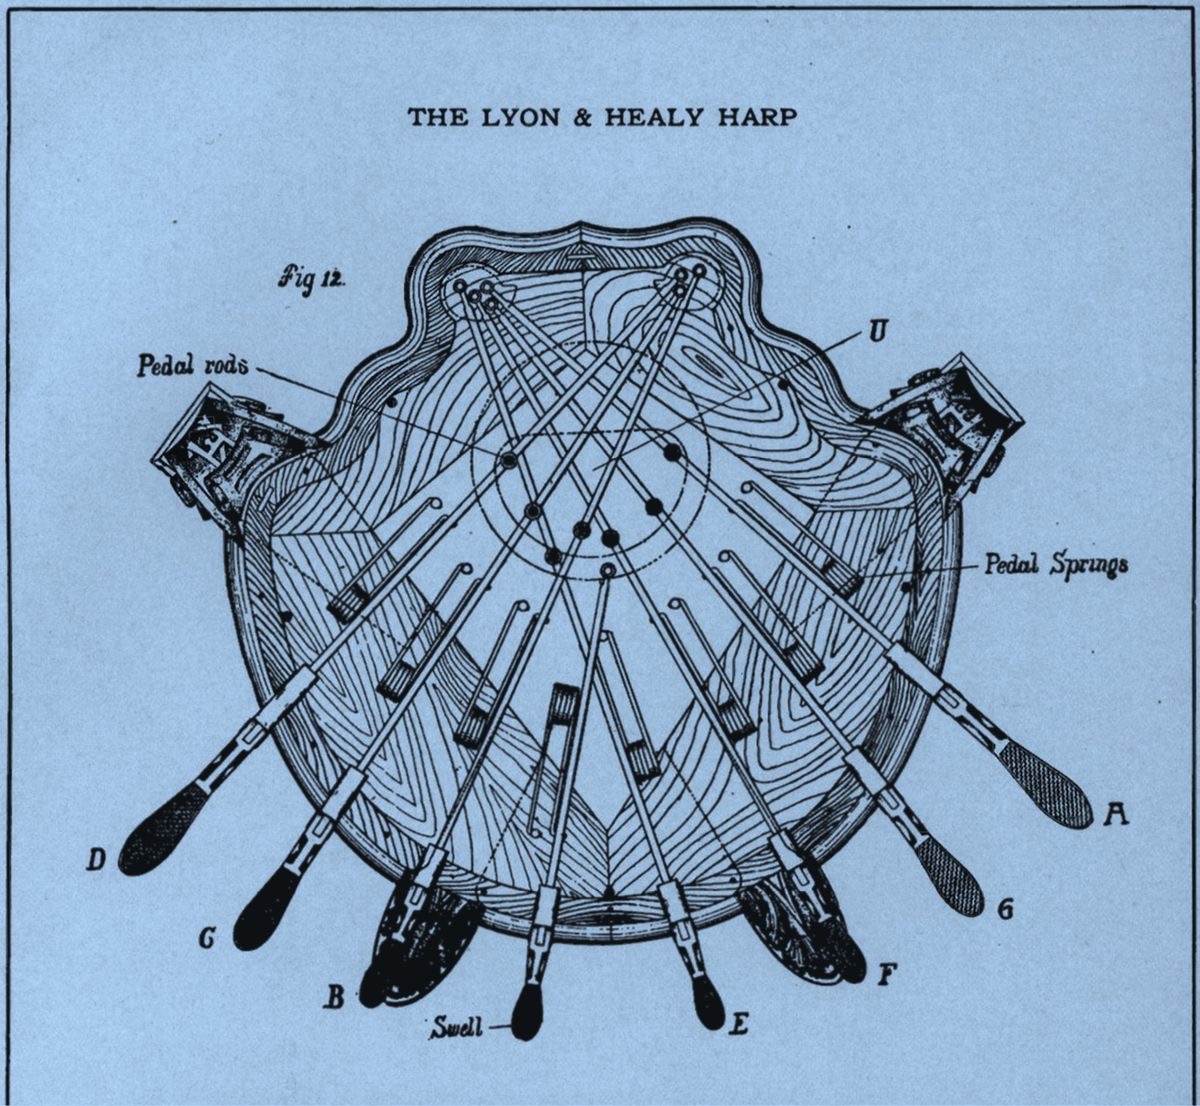 THE LYON & HEALY HARP
Fig 12.
U
Pedal rods
Pedal Springs
A
D
G
C
B
F
Swell
E